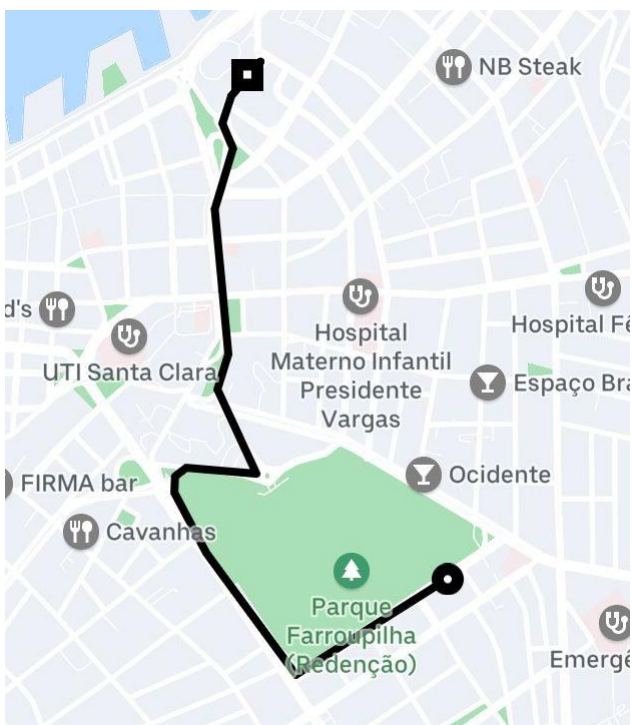 NB Steak
d's
UTI Santa Clara
Hospital
Materno Infantil
Presidente
Vargas
Hospital Fê
Espaço Bra
FIRMA bar
Ocidente
Cavanhas
Parque
Farroupilha
(Redenção)
Emergê